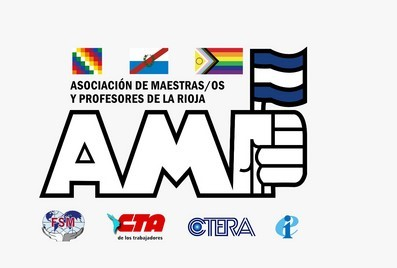 ASOCIACIÓN DE MAESTRAS/OS
Y PROFESORES DE LA RIOJA
AMP
FSM
CTA
de los trabajadores
CTERA